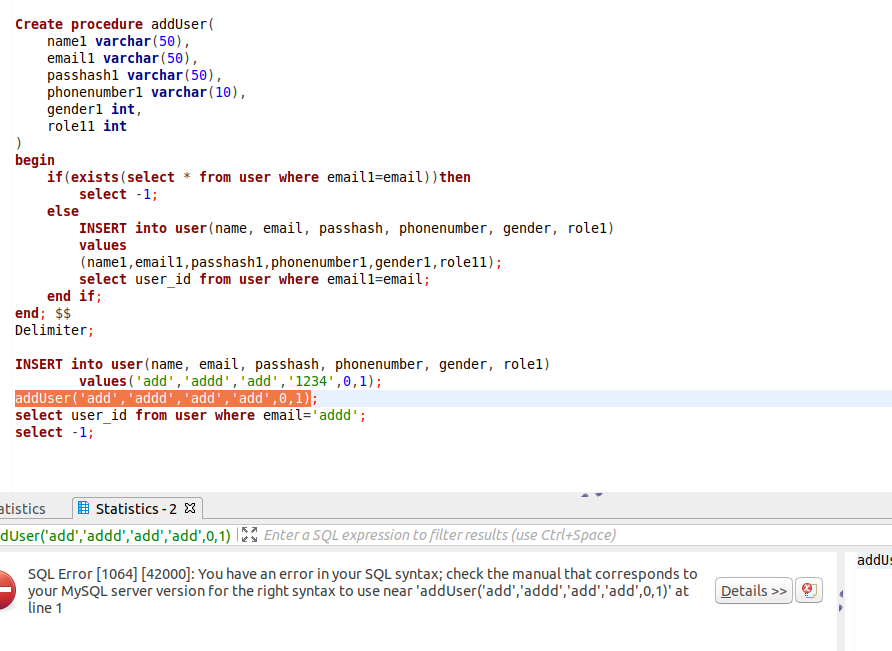 Create procedure addUser(
    name1 varchar(50),
    email1 varchar(50),
    passhash1 varchar(50),
    phonenumber1 varchar(10),
    gender1 int,
    role11 int
)
begin
    if(exists(select * from user where email1=email))then
        select -1;
    else
        INSERT into user(name, email, passhash, phonenumber, gender, role1)
        values
        (name1,email1,passhash1,phonenumber1,gender1,role11);
        select user_id from user where email1=email;
    end if;
end; $$
Delimiter;
INSERT into user(name, email, passhash, phonenumber, gender, role1)
        values('add','addd','add','1234',0,1);
addUser('add','addd','add','add',0,1);
select user_id from user where email='addd';
select -1;
atistics
Statistics - 2
dUser('add','addd','add','add',0,1)
Enter a SQL expression to filter results (use Ctrl+Space)
SQL Error [1064] [42000]: You have an error in your SQL syntax; check the manual that corresponds to
your MySQL server version for the right syntax to use near 'addUser('add','addd','add','add',0,1)' at
line 1
Details >>
addUs